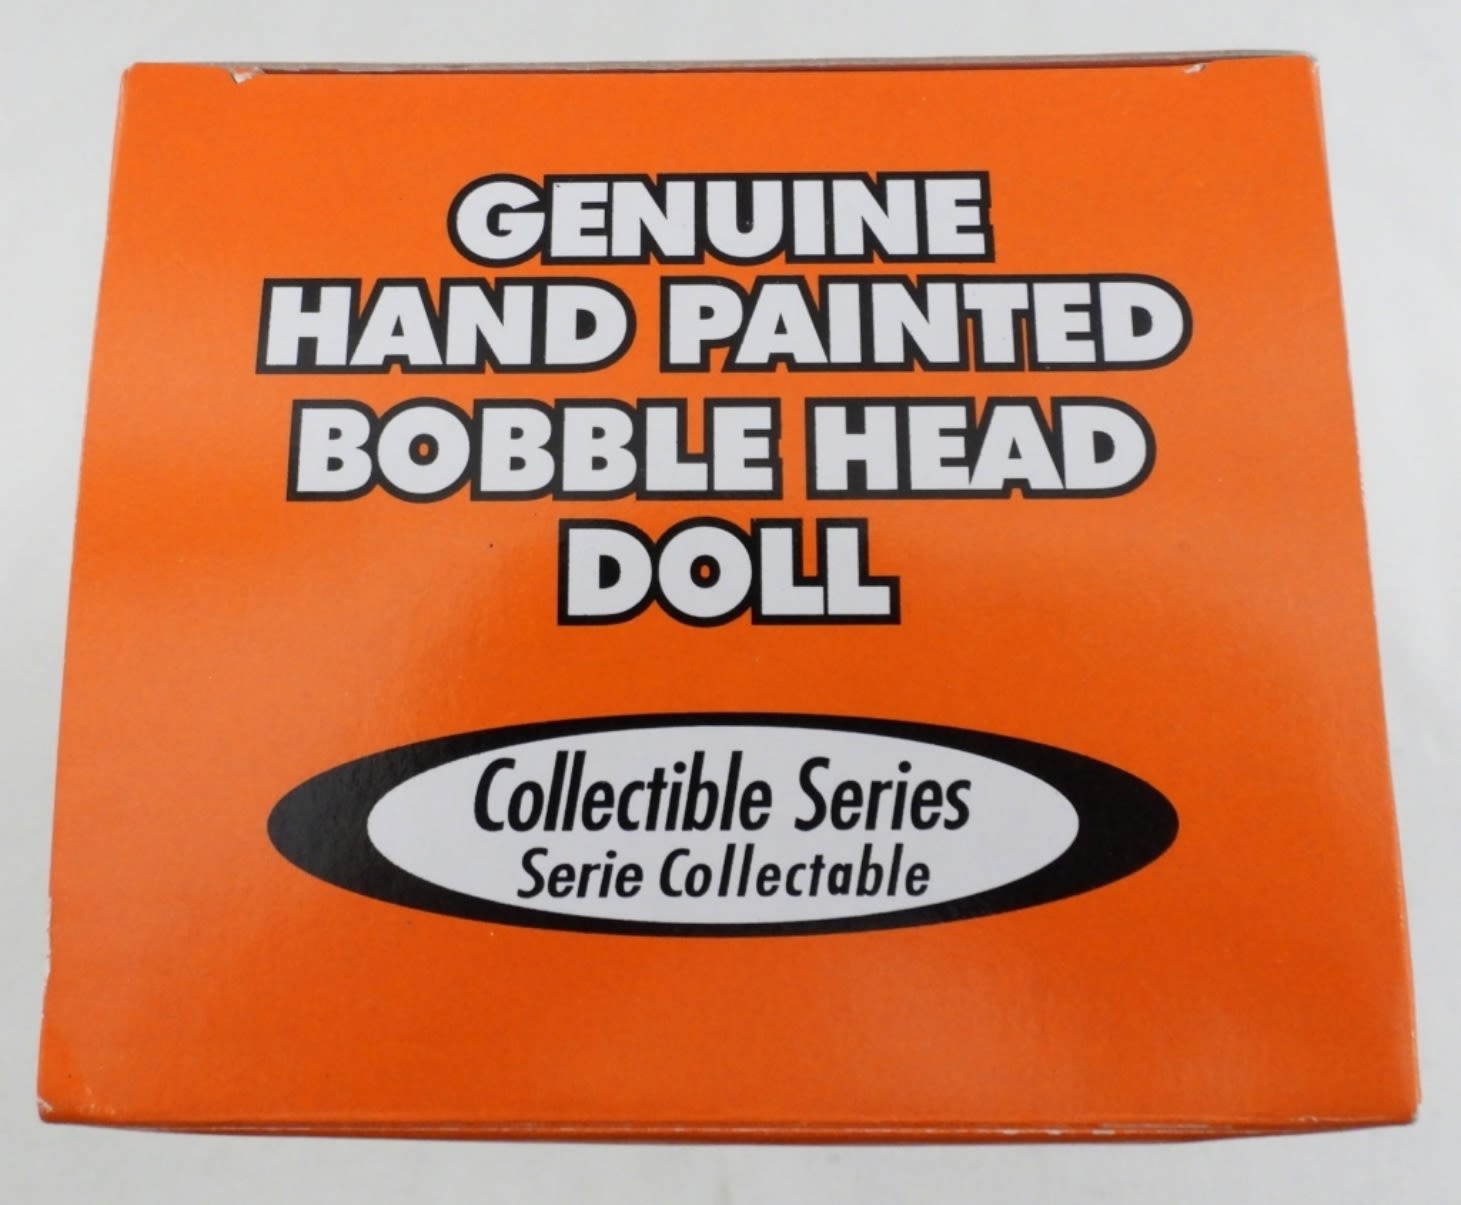 GENUINE
HAND PAINTED
BOBBLE HEAD
DOLL
Collectible Series
Serie Collectable